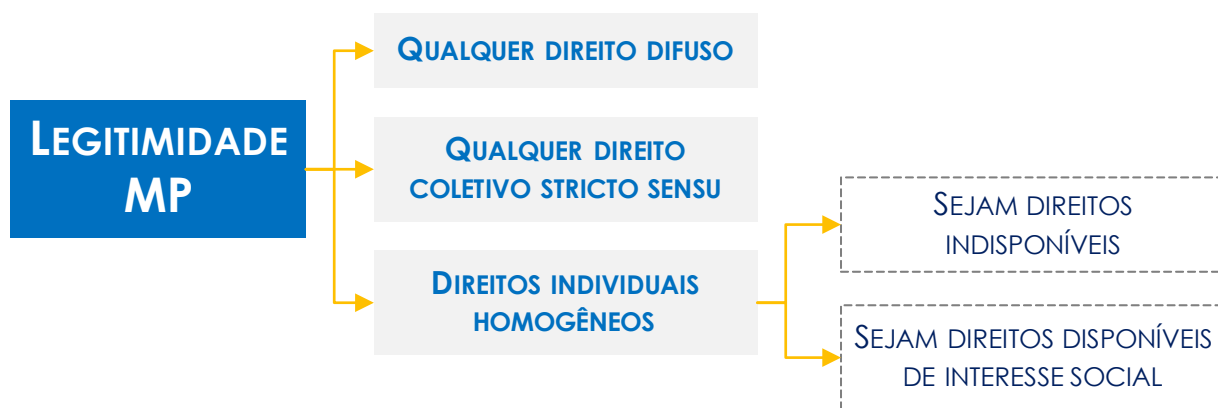 LEGITIMIDADE
MP
QUALQUER DIREITO DIFUSO
QUALQUER DIREITO
COLETIVO STRICTO SENSU
DIREITOS INDIVIDUAIS
HOMOGÊNEOS
SEJAM DIREITOS
INDISPONÍVEIS
SEJAM DIREITOS DISPONÍVEIS
DE INTERESSE SOCIAL